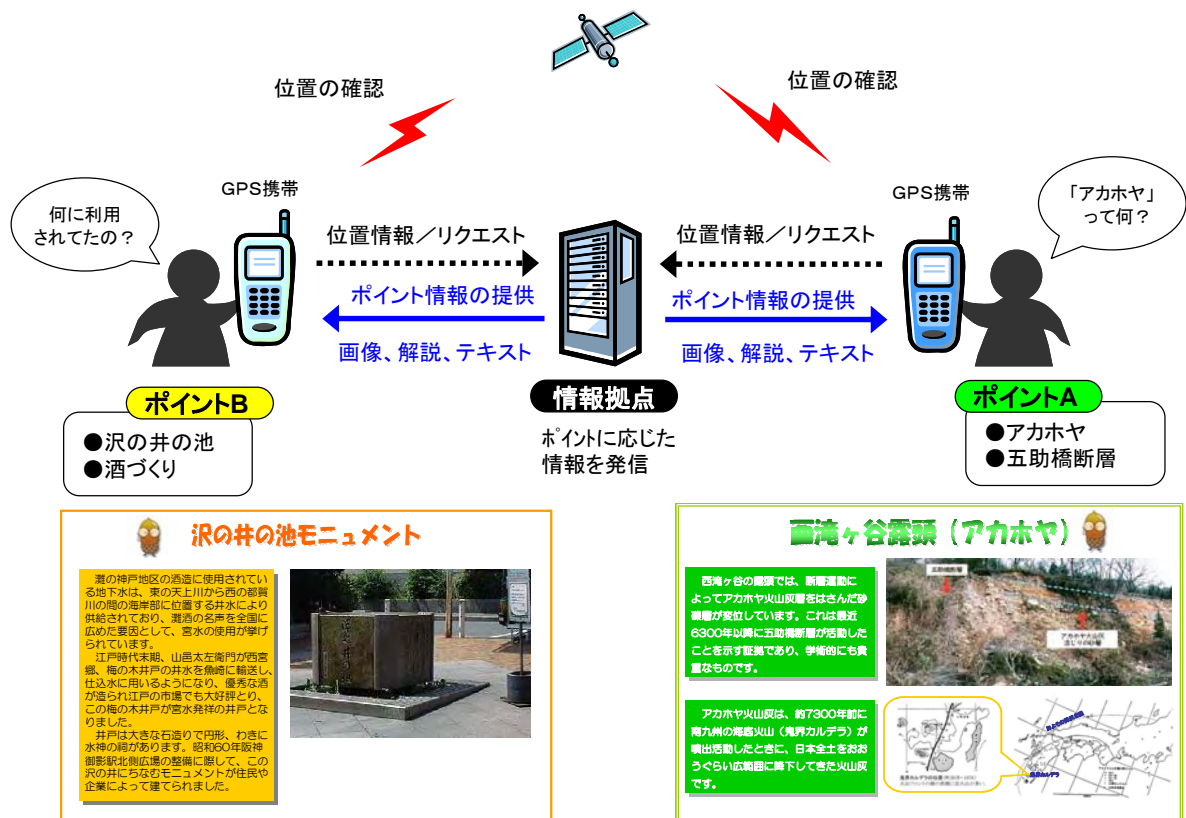 位置の確認
位置の確認
GPS携帯
GPS携帯
何に利用
されてたの？
「アカホヤ」
って何？
位置情報／リクエスト
位置情報／リクエスト
ポイント情報の提供
ポイント情報の提供
画像、解説、テキスト
画像、解説、テキスト
ポイントB
●沢の井の池
●酒づくり
情報拠点
ポイントに応じた
情報を発信
ポイントA
●アカホヤ
●五助橋断層
沢の井の池モニュメント
灘の神戸地区の酒造に使用されてい
る地下水は、東の天上川から西の都賀
川の間の海岸部に位置する井水により
供給されており、灘酒の名声を全国に
広めた要因として、宮水の使用が挙げ
られています。
江戸時代末期、山邑太左衛門が西宮
郷、梅の木井戸の井水を魚崎に輸送し、
仕込水に用いるようになり、優秀な酒
が造られ江戸の市場でも大好評とり、
この梅の木井戸が宮水発祥の井戸とな
りました。
井戸は大きな石造りで円形、わきに
水神の祠があります。昭和60年阪神
御影駅北側広場の整備に際して、この
沢の井にちなむモニュメントが住民や
企業によって建てられました。
西滝ヶ谷露頭（アカホヤ）
西滝ヶ谷の露頭では、断層運動に
よってアカホヤ火山灰層をはさんだ砂
礫層が変位しています。これは最近
6300年以降に五助橋断層が活動した
ことを示す証拠であり、学術的にも貴
重なものです。
五助橋断層
アカホヤ火山灰
混じりの砂層
アカホヤ火山灰は、約7300年前に
南九州の海底火山（鬼界カルデラ）が
噴出活動したときに、日本全土をおお
うぐらい広範囲に降下してきた火山灰
です。
鬼界カルデラ